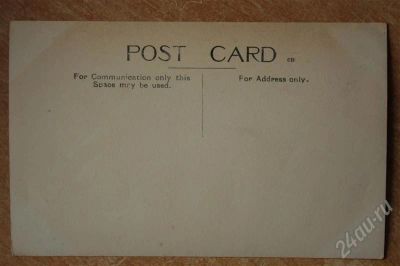 POST CARD
For Communication only this
Space may be used.
For Address only.
24au.ru